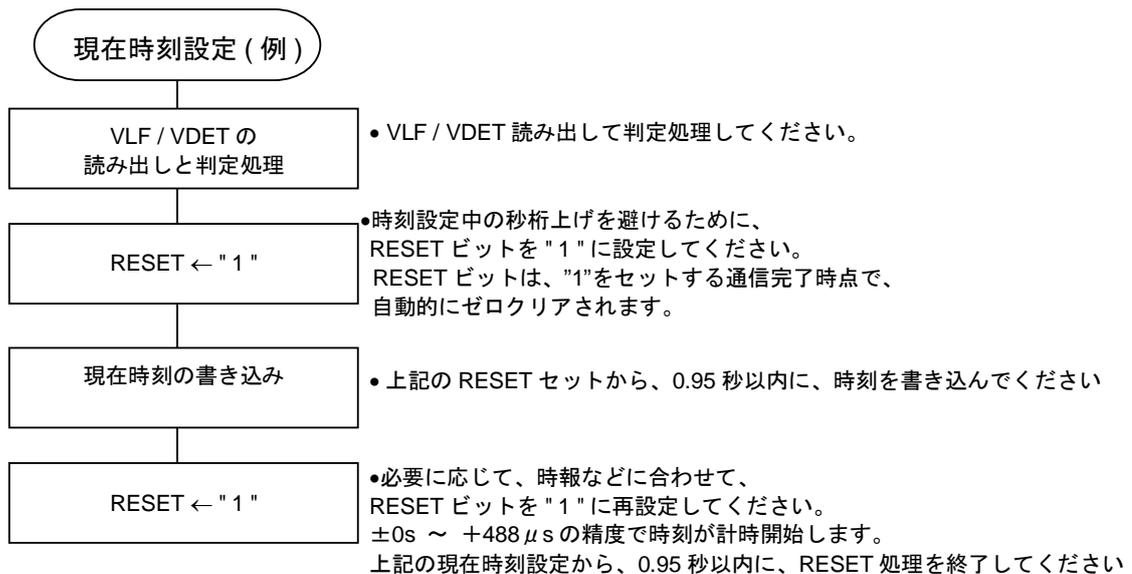 現在時刻設定 ( 例 )
VLF / VDET の
読み出しと判定処理
• VLF / VDET 読み出して判定処理してください。
RESET ← " 1 "
•時刻設定中の秒桁上げを避けるために、
RESET ビットを " 1 " に設定してください。
RESET ビットは、”1”をセットする通信完了時点で、
自動的にゼロクリアされます。
現在時刻の書き込み
• 上記の RESET セットから、0.95 秒以内に、時刻を書き込んでください
RESET ← " 1 "
•必要に応じて、時報などに合わせて、
RESET ビットを " 1 " に再設定してください。
±0s ～ +488 μ s の精度で時刻が計時開始します。
上記の現在時刻設定から、0.95 秒以内に、RESET 処理を終了してください